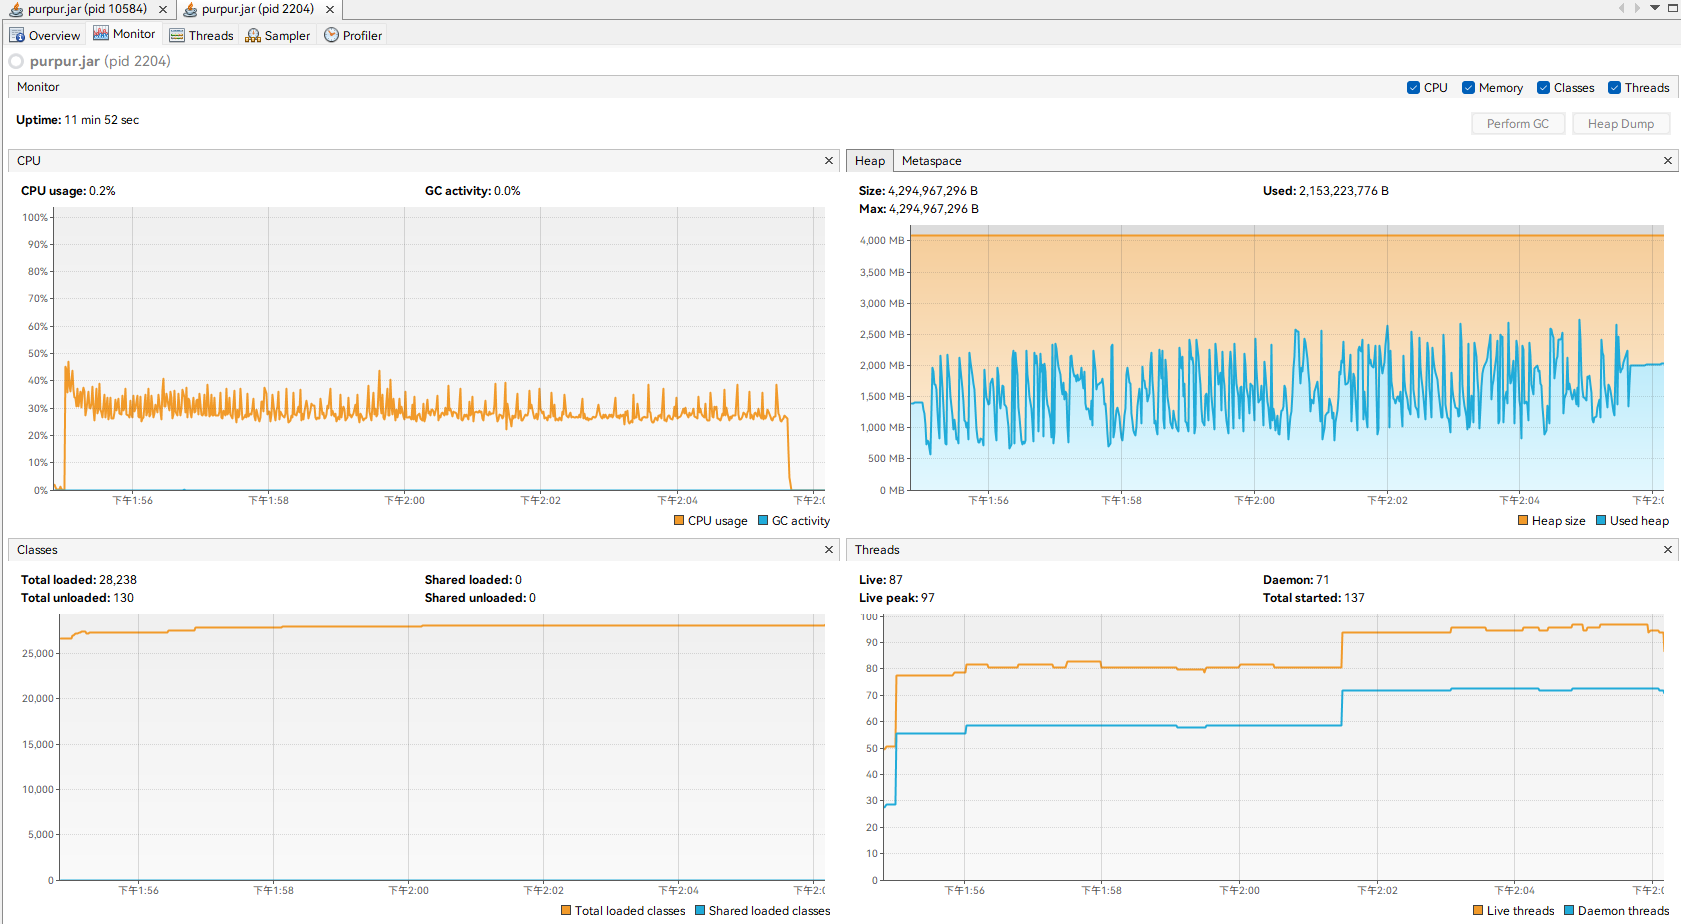 purpur.jar (pid 10584)
purpur.jar (pid 2204)
Overview
Monitor
Threads
Sampler
Profiler
purpur.jar (pid 2204)
Monitor
CPU
Memory
Classes
Threads
Uptime: 11 min 52 sec
Perform GC
Heap Dump
CPU
CPU usage: 0.2%
GC activity: 0.0%
100%
90%
80%
70%
60%
50%
40%
30%
20%
10%
0%
下午1:56
下午1:58
下午2:00
下午2:02
下午2:04
下午2:0
CPU usage
GC activity
Heap
Metaspace
Size: 4,294,967,296 B
Used: 2,153,223,776 B
Max: 4,294,967,296 B
4,000 MB
3,500 MB
3,000 MB
2,500 MB
2,000 MB
1,500 MB
1,000 MB
500 MB
0 MB
下午1:56
下午1:58
下午2:00
下午2:02
下午2:04
下午2:0
Heap size
Used heap
Classes
Total loaded: 28,238
Shared loaded: 0
Total unloaded: 130
Shared unloaded: 0
25,000
20,000
15,000
10,000
5,000
0
下午1:56
下午1:58
下午2:00
下午2:02
下午2:04
下午2:0
Total loaded classes
Shared loaded classes
Threads
Live: 87
Daemon: 71
Live peak: 97
Total started: 137
100
90
80
70
60
50
40
30
20
10
0
下午1:56
下午1:58
下午2:00
下午2:02
下午2:04
下午2:0
Live threads
Daemon threads